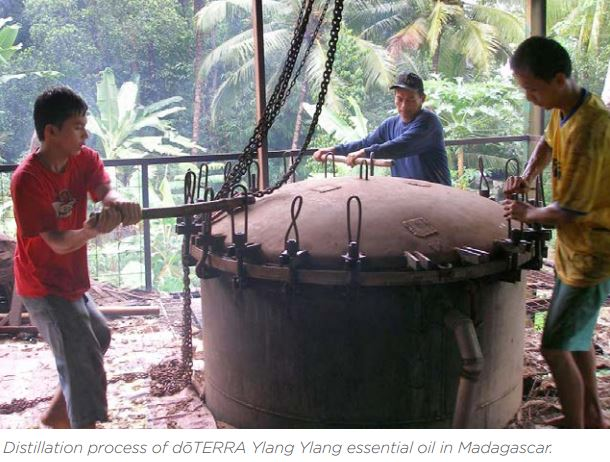 Distillation process of dōTERRA Ylang Ylang essential oil in Madagascar.